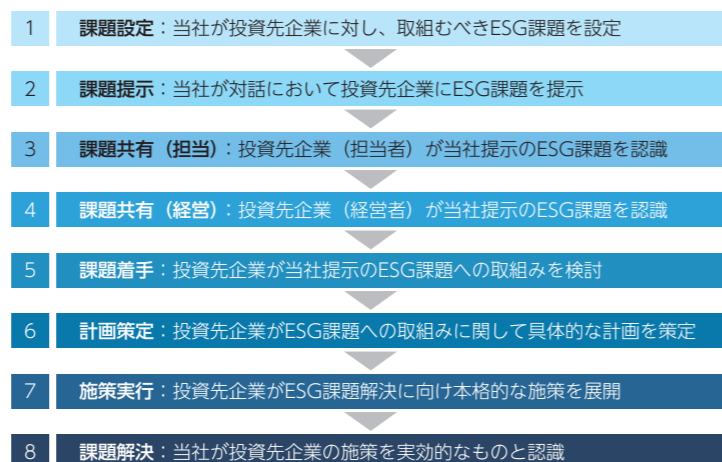 1 課題設定：当社が投資先企業に対し、取組むべきESG課題を設定
2 課題提示：当社が対話において投資先企業にESG課題を提示
3 課題共有（担当）：投資先企業（担当者）が当社提示のESG課題を認識
4 課題共有（経営）：投資先企業（経営者）が当社提示のESG課題を認識
5 課題着手：投資先企業が当社提示のESG課題への取組みを検討
6 計画策定：投資先企業がESG課題への取組みに関して具体的な計画を策定
7 施策実行：投資先企業がESG課題解決に向け本格的な施策を展開
8 課題解決：当社が投資先企業の施策を実効的なものと認識